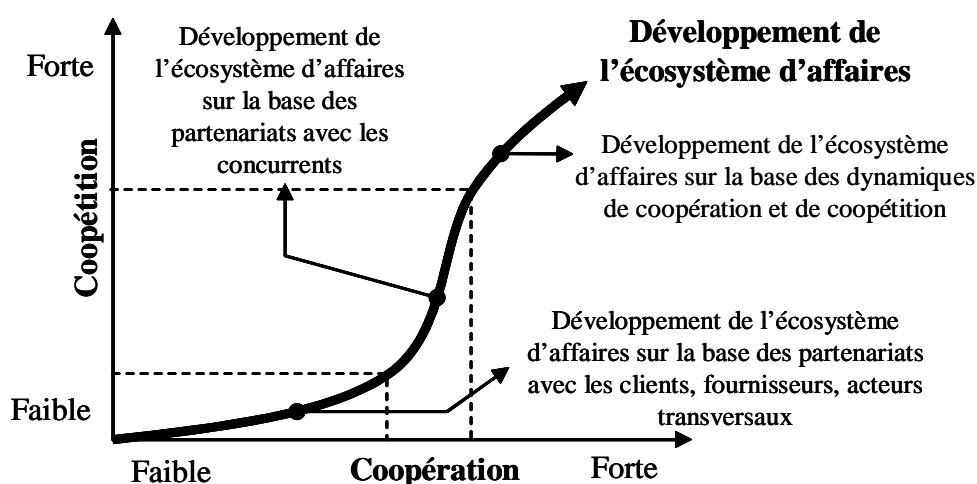 Développement de
l’écosystème d’affaires
sur la base des
partenariats avec les
concurrents
Développement de
l’écosystème d’affaires
Forte
Coopétition
Développement de l’écosystème
d’affaires sur la base des dynamiques
de coopération et de coopétition
Développement de l’écosystème
d’affaires sur la base des partenariats
avec les clients, fournisseurs, acteurs
transversaux
Faible
Faible
Coopération
Forte